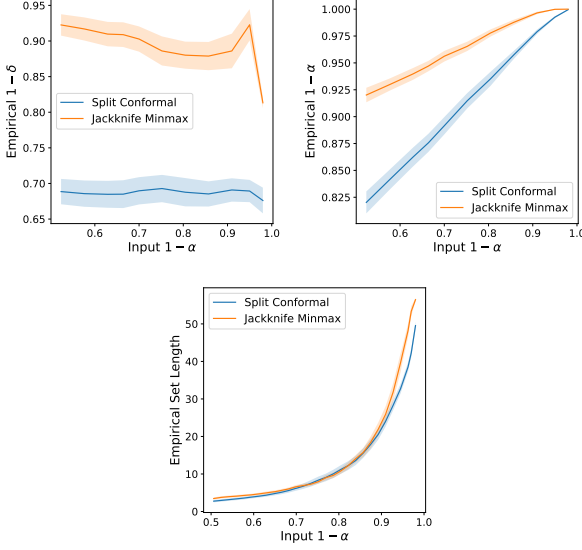 0.95
0.90
0.85
0.80
0.75
0.70
0.65
Empirical 1 − δ
Split Conformal
Jackknife Minmax
0.6 0.7 0.8 0.9 1.0
Input 1 − α
1.000
0.975
0.950
0.925
0.900
0.875
0.850
0.825
Empirical 1 − α
Split Conformal
Jackknife Minmax
0.6 0.7 0.8 0.9 1.0
Input 1 − α
Split Conformal
Jackknife Minmax
50
40
30
20
10
0
Empirical Set Length
0.5 0.6 0.7 0.8 0.9 1.0
Input 1 − α